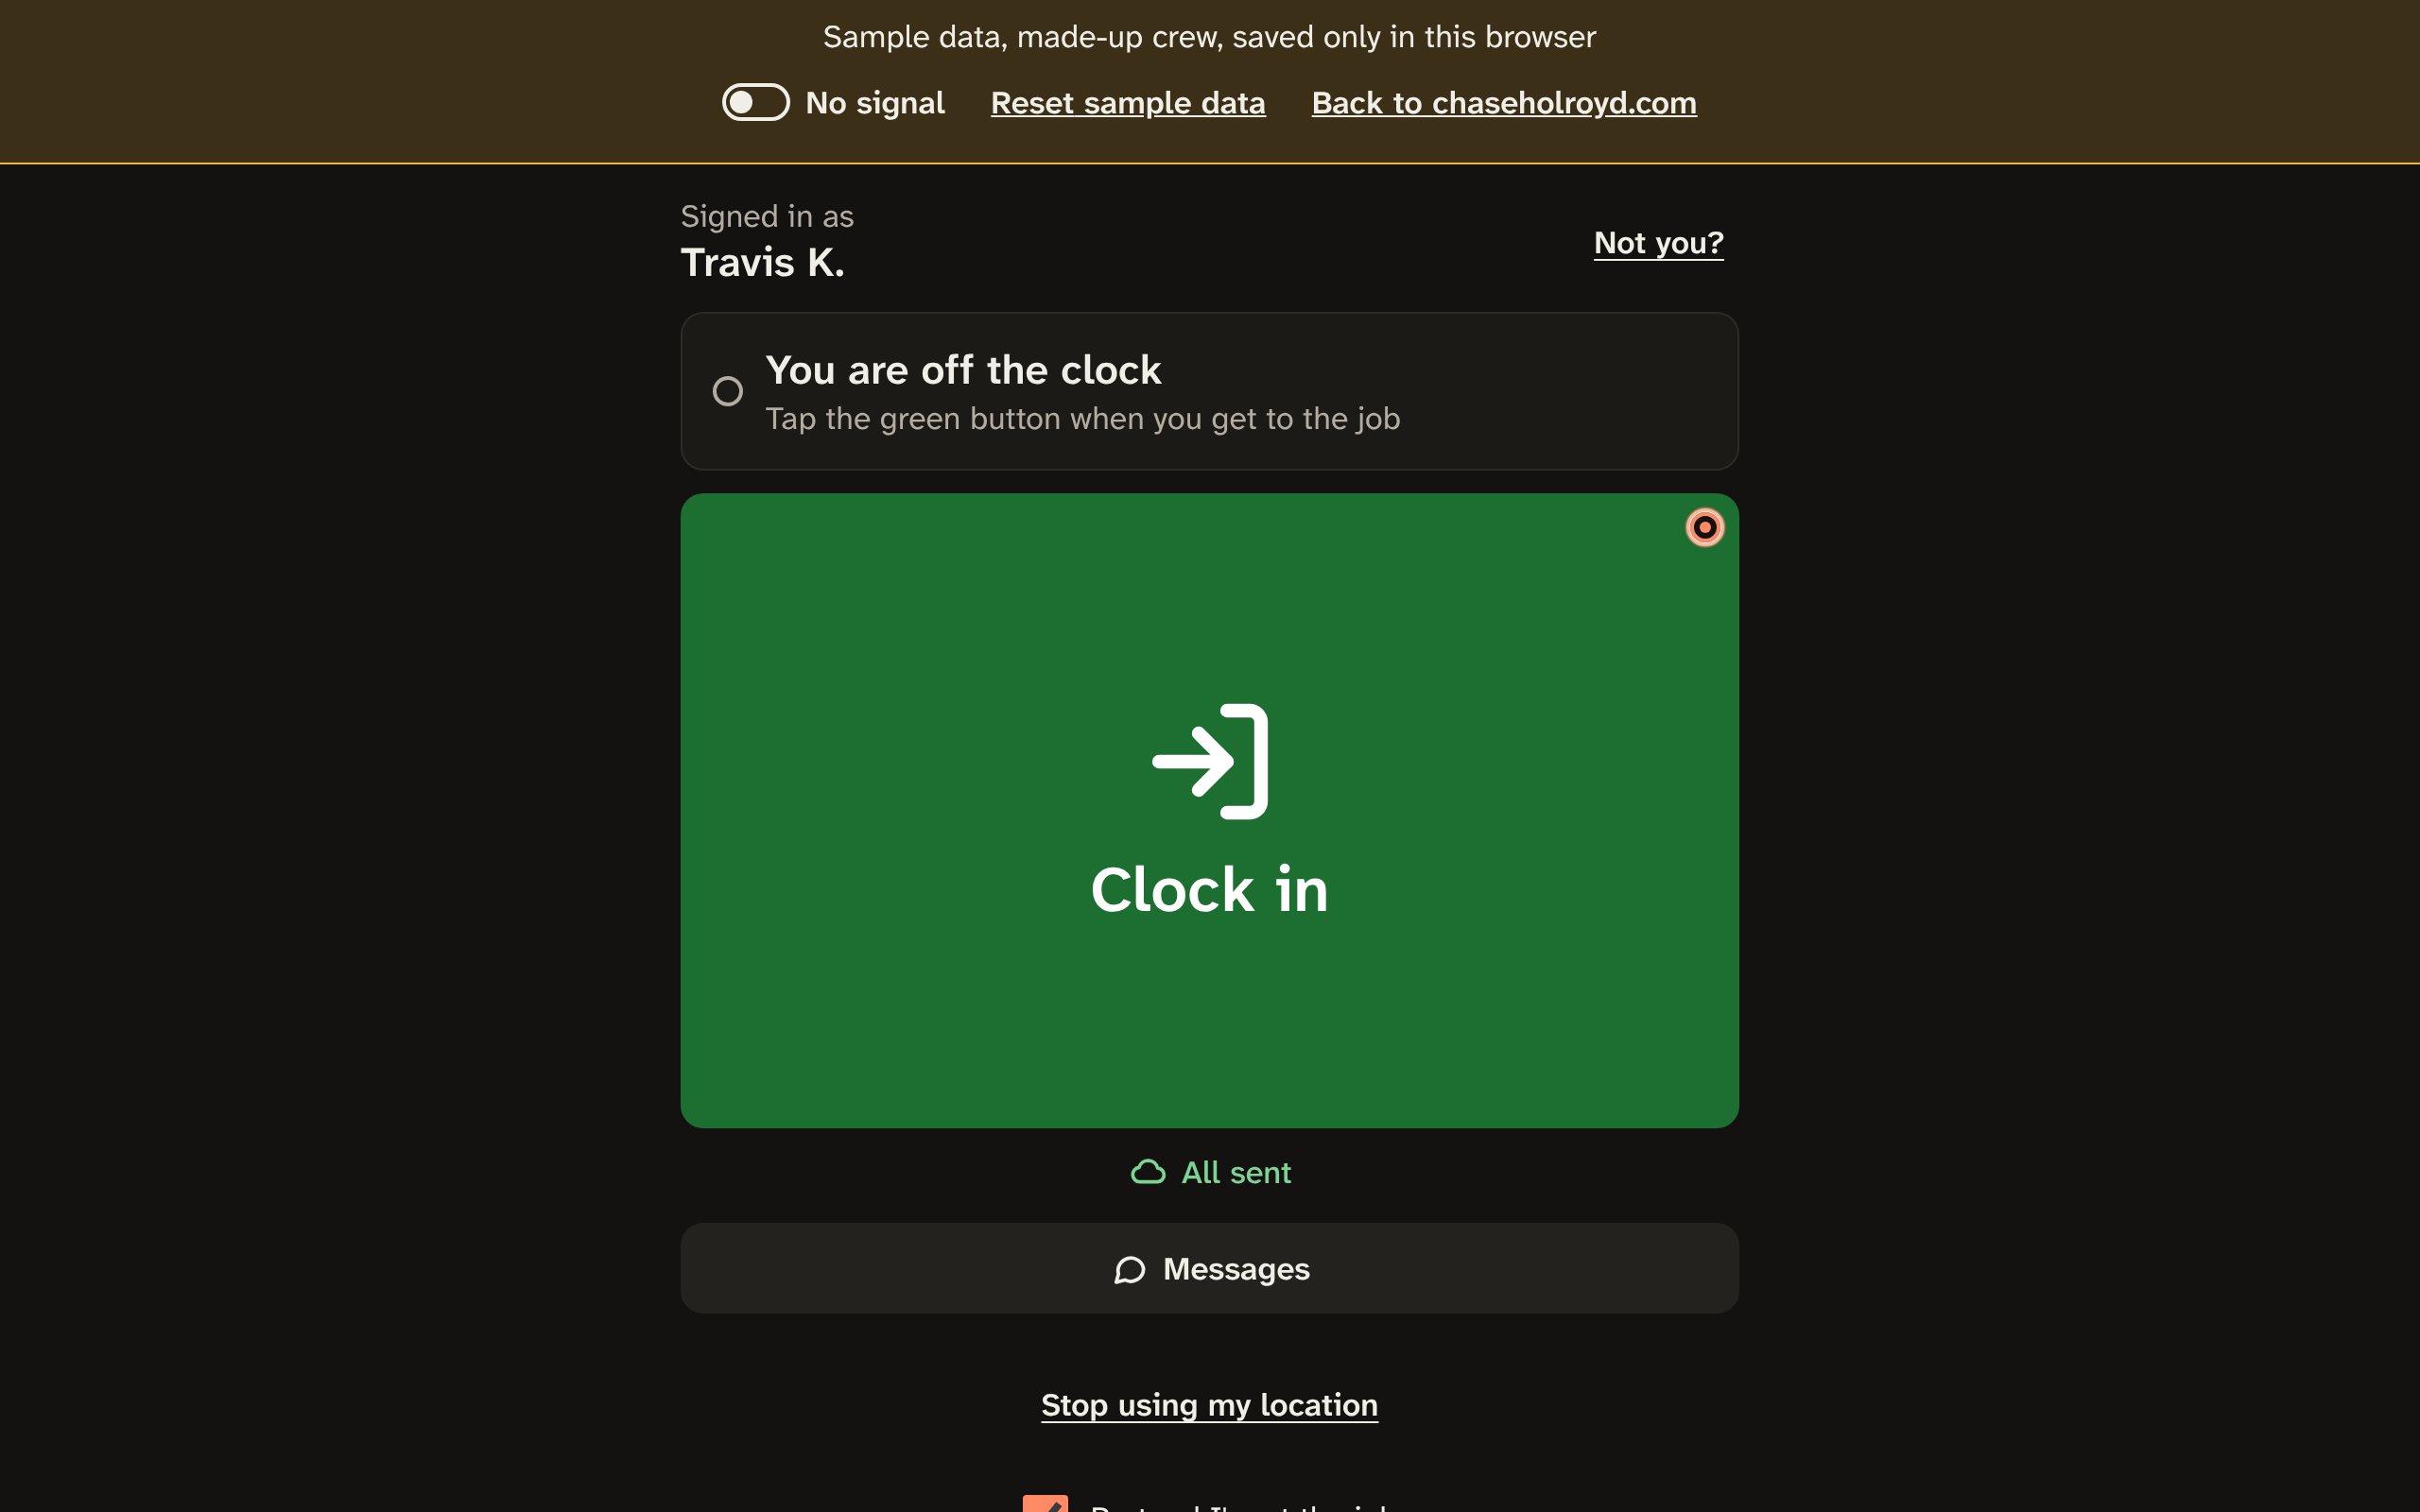 Sample data, made-up crew, saved only in this browser
No signal Reset sample data Back to chaseholroyd.com
Signed in as
Travis K.
Not you?
You are off the clock
Tap the green button when you get to the job
Clock in
All sent
Messages
Stop using my location